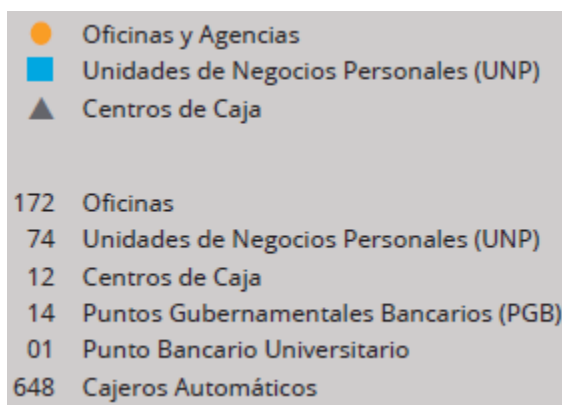 Oficinas y Agencias
Unidades de Negocios Personales (UNP)
Centros de Caja
172 Oficinas
74 Unidades de Negocios Personales (UNP)
12 Centros de Caja
14 Puntos Gubernamentales Bancarios (PGB)
01 Punto Bancario Universitario
648 Cajeros Automáticos